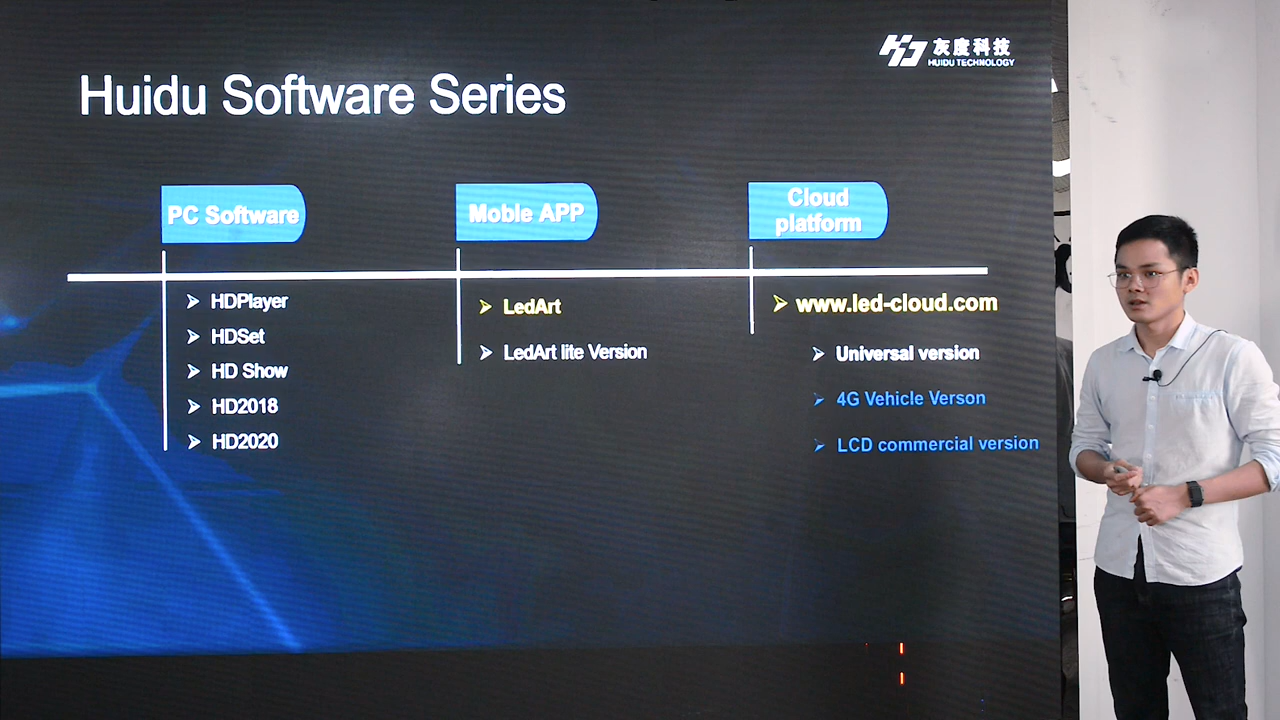 灰度科技
HUIDU TECHNOLOGY
Huidu Software Series
PC Software
HDPlayer
HDSet
HD Show
HD2018
HD2020
Moble APP
LedArt
LedArt lite Version
Cloud
platform
www.led-cloud.com
Universal version
4G Vehicle Verson
LCD commercial version